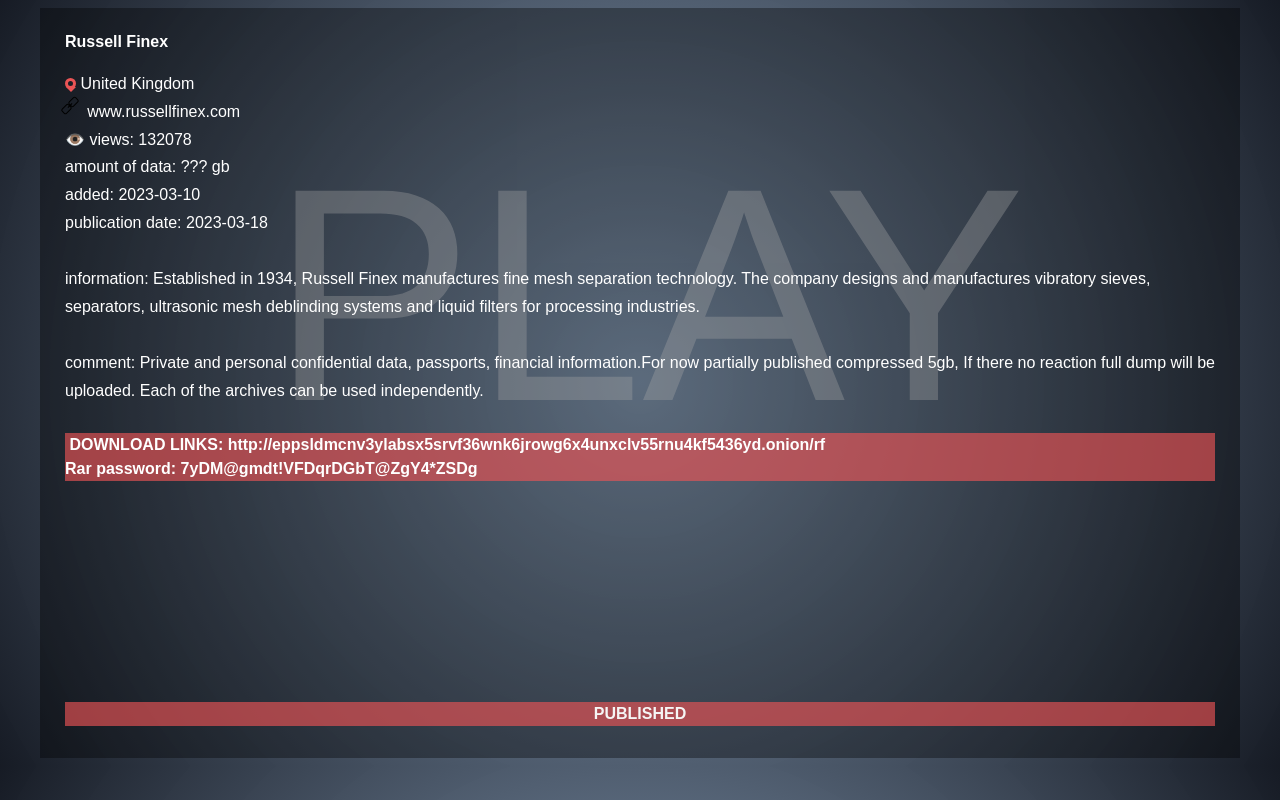 Russell Finex
United Kingdom
www.russellfinex.com
views: 132078
amount of data: ??? gb
added: 2023-03-10
publication date: 2023-03-18
PLAY
information: Established in 1934, Russell Finex manufactures fine mesh separation technology. The company designs and manufactures vibratory sieves,
separators, ultrasonic mesh deblinding systems and liquid filters for processing industries.
comment: Private and personal confidential data, passports, financial information.For now partially published compressed 5gb, If there no reaction full dump will be
uploaded. Each of the archives can be used independently.
DOWNLOAD LINKS: http://eppsldmcnv3ylabsx5srvf36wnk6jrowg6x4unxclv55rnu4kf5436yd.onion/rf
Rar password: 7yDM@gmdt!VFDqrDGbT@ZgY4*ZSDg
PUBLISHED